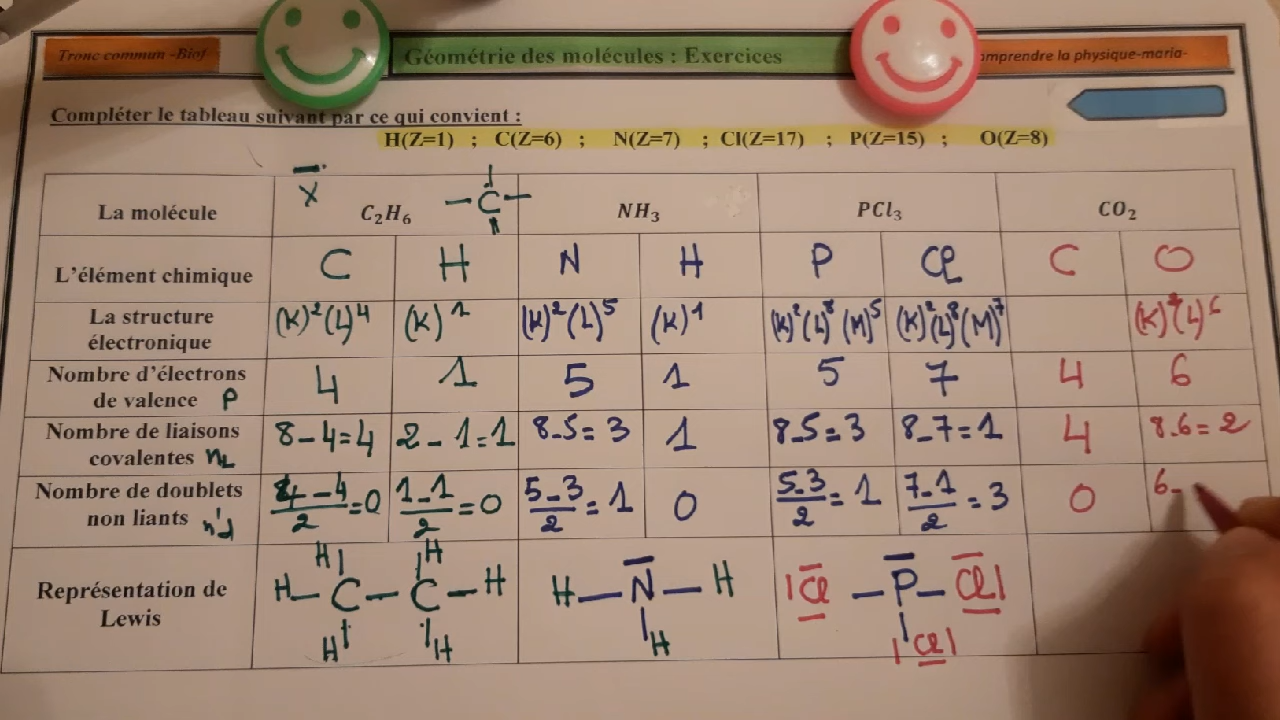 Tronc commun -Biof
Géométrie des molécules : Exercices
omprendre la physique-maria-
Compléter le tableau suivant par ce qui convient :
H(Z=1) ; C(Z=6) ; N(Z=7) ; Cl(Z=17) ; P(Z=15) ; O(Z=8)
La molécule X C₂H₆ C NH₃ PCl₃ CO₂
L'élément chimique C H N H P Cl C O
La structure
électronique (K)²(L)⁴ (K)¹ (K)²(L)⁵ (K)¹ (K)²(L)⁸(M)⁵ (K)²(L)⁸(M)⁷ (K)²(L)⁶
Nombre d'électrons
de valence p 4 1 5 1 5 7 4 6
Nombre de liaisons
covalentes nL 8-4=4 2-1=1 8-5=3 1 8-5=3 8-7=1 4 8-6=2
Nombre de doublets
non liants n'd 4-4/2=0 1-1/2=0 5-3/2=1 0 5-3/2=1 7-1/2=3 0 6-
Représentation de
Lewis
H H
H C C H H N H Cl P Cl
H H H Cl